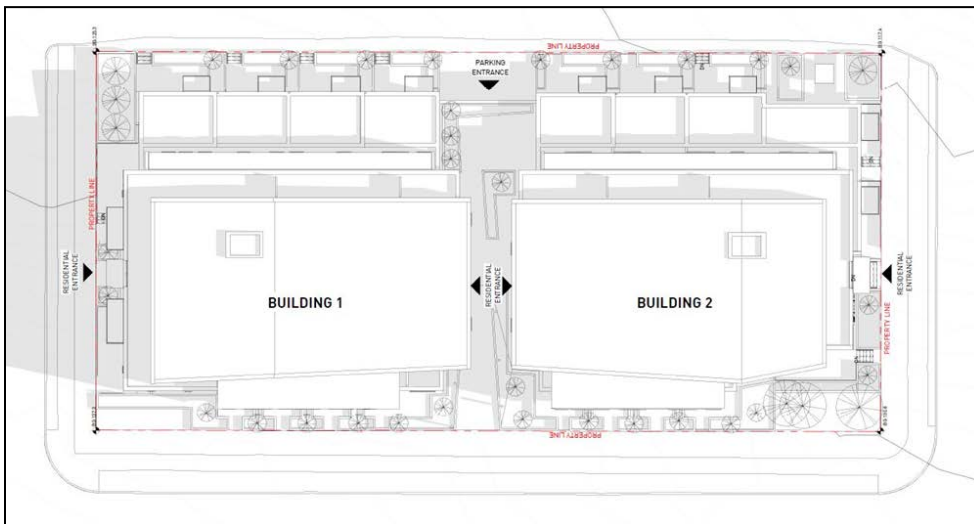 PROPERTY LINE
PARKING
ENTRANCE
PROPERTY LINE
RESIDENTIAL
ENTRANCE
BUILDING 1
RESIDENTIAL
ENTRANCE
BUILDING 2
RESIDENTIAL
ENTRANCE
PROPERTY LINE
PROPERTY LINE